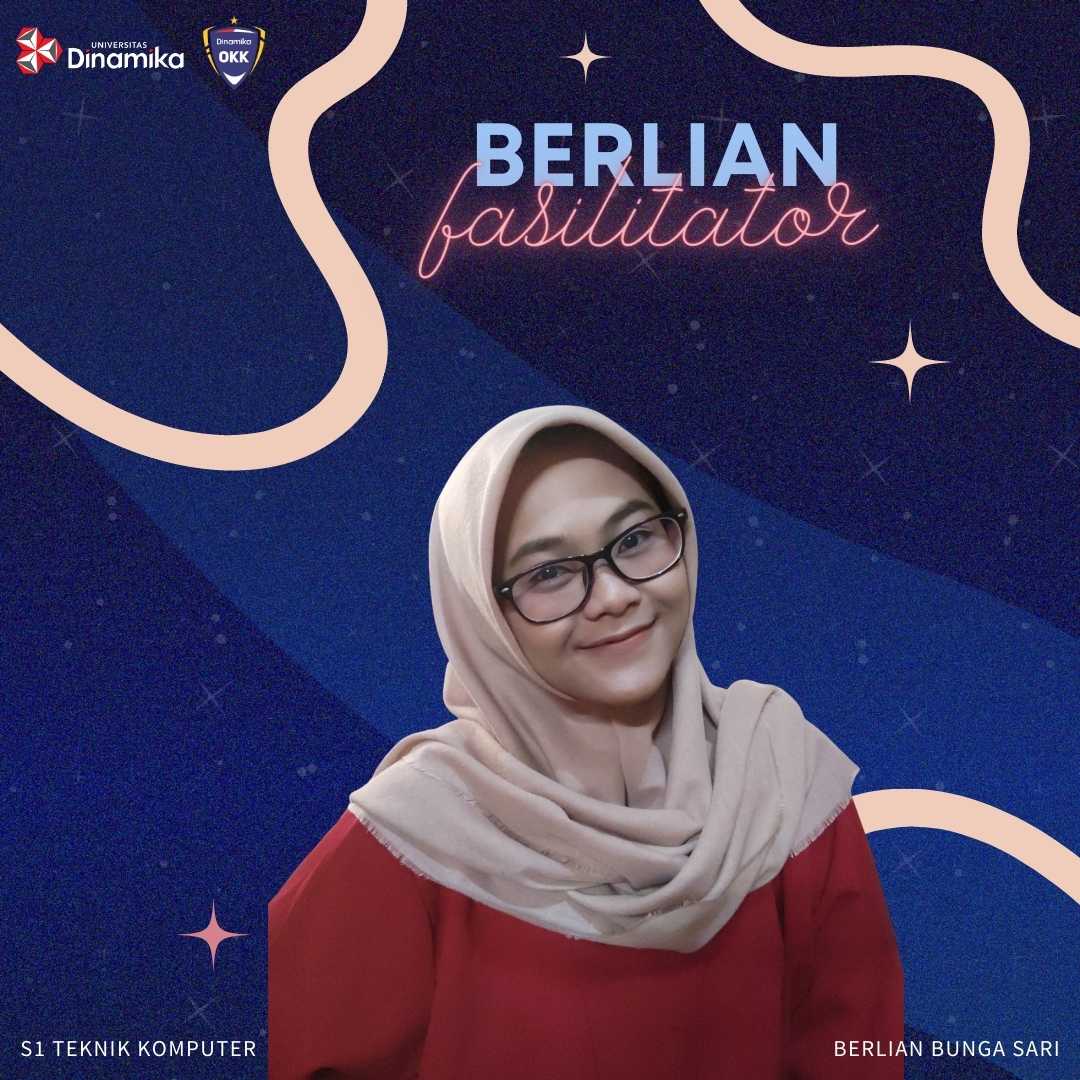 UNIVERSITAS
Dinamika
Dinamika
OKK
BERLIAN
fasilitator
S1 TEKNIK KOMPUTER
BERLIAN BUNGA SARI